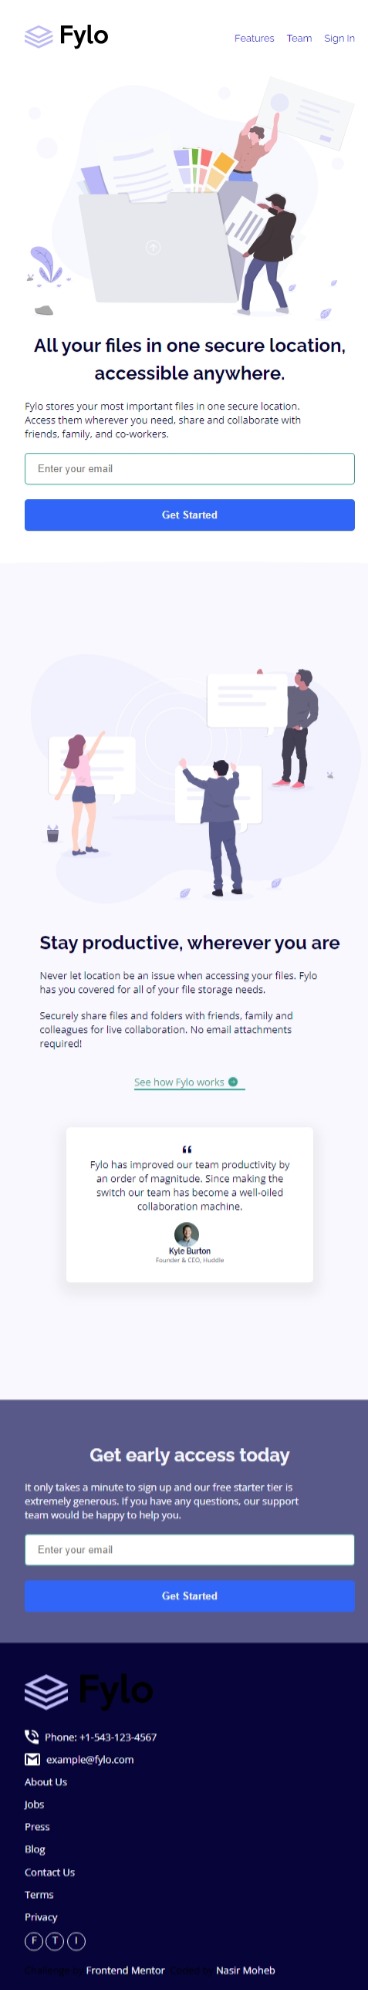 Fylo
Features Team Sign In
All your files in one secure location,
accessible anywhere.
Fylo stores your most important files in one secure location.
Access them wherever you need, share and collaborate with
friends, family, and co-workers.
Enter your email
Get Started
Stay productive, wherever you are
Never let location be an issue when accessing your files. Fylo
has you covered for all of your file storage needs.
Securely share files and folders with friends, family and
colleagues for live collaboration. No email attachments
required!
See how Fylo works
“
Fylo has improved our team productivity by
an order of magnitude. Since making the
switch our team has become a well-oiled
collaboration machine.
Kyle Burton
Founder & CEO, Huddle
Get early access today
It only takes a minute to sign up and our free starter tier is
extremely generous. If you have any questions, our support
team would be happy to help you.
Enter your email
Get Started
Fylo
Phone: +1-543-123-4567
example@fylo.com
About Us
Jobs
Press
Blog
Contact Us
Terms
Privacy
F T I
Frontend Mentor Nasir Moheb